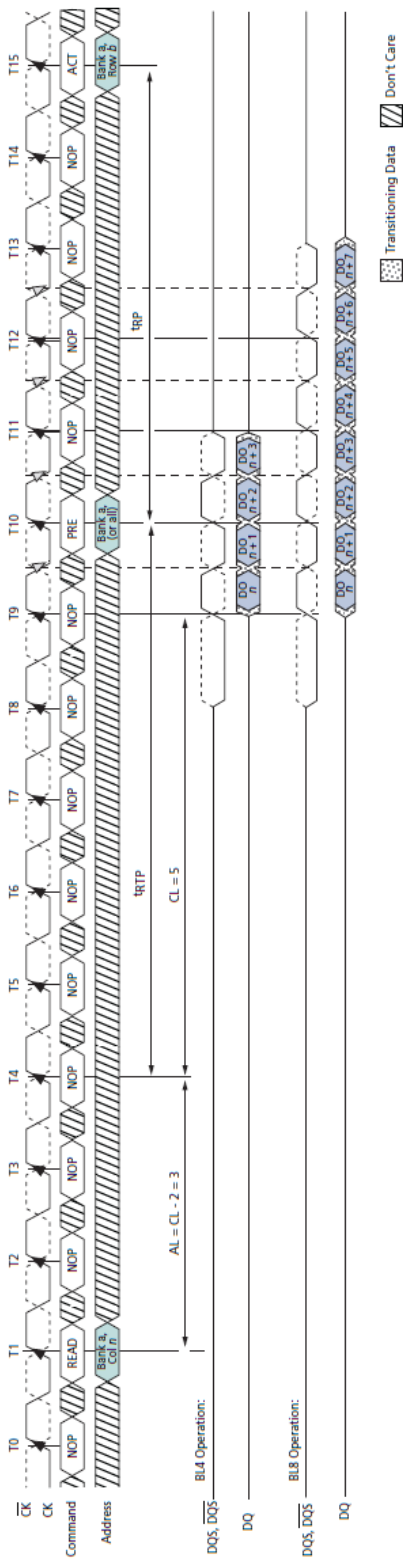 T0 T1 T2 T3 T4 T5 T6 T7 T8 T9 T10 T11 T12 T13 T14 T15
CK
CK
Command NOP READ NOP NOP NOP NOP NOP NOP NOP NOP PRE NOP NOP NOP NOP ACT
Address Bank a, Col n Bank a, (or all) Bank a, Row b
tRTP tRP
AL = CL - 2 = 3 CL = 5
BL4 Operation:
DQS, DQS
DQ DO n DO n + 1 DO n + 2 DO n + 3
BL8 Operation:
DQS, DQS
DQ DO n DO n + 1 DO n + 2 DO n + 3 DO n + 4 DO n + 5 DO n + 6 DO n + 7
Transitioning Data Don't Care